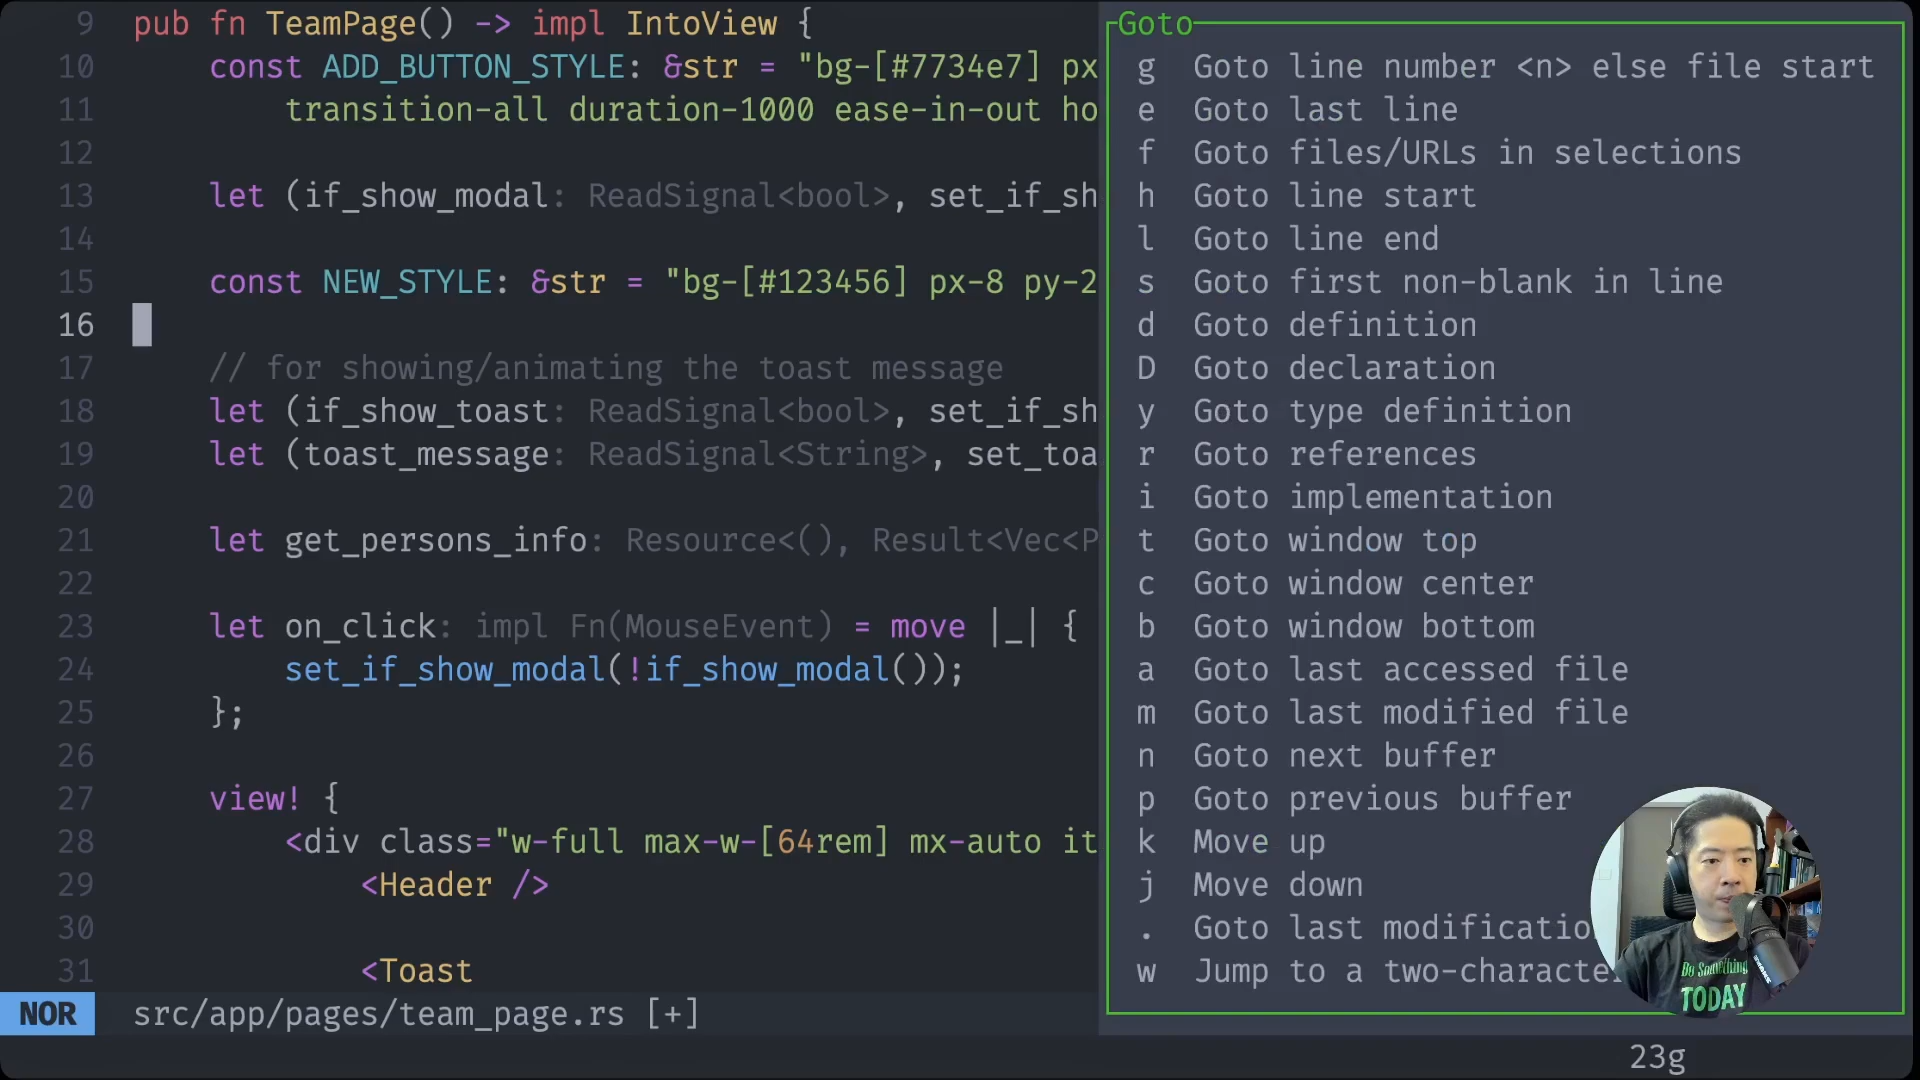 9 pub fn TeamPage() -> impl IntoView {
10 const ADD_BUTTON_STYLE: &str = "bg-[#7734e7] px
11 transition-all duration-1000 ease-in-out ho
12
13 let (if_show_modal: ReadSignal<bool>, set_if_sh
14
15 const NEW_STYLE: &str = "bg-[#123456] px-8 py-2
16
17 // for showing/animating the toast message
18 let (if_show_toast: ReadSignal<bool>, set_if_sh
19 let (toast_message: ReadSignal<String>, set_toa
20
21 let get_persons_info: Resource<(), Result<Vec<P
22
23 let on_click: impl Fn(MouseEvent) = move |_| {
24 set_if_show_modal(!if_show_modal());
25 };
26
27 view! {
28 <div class="w-full max-w-[64rem] mx-auto it
29 <Header />
30
31 <Toast
Goto
g Goto line number <n> else file start
e Goto last line
f Goto files/URLs in selections
h Goto line start
l Goto line end
s Goto first non-blank in line
d Goto definition
D Goto declaration
y Goto type definition
r Goto references
i Goto implementation
t Goto window top
c Goto window center
b Goto window bottom
a Goto last accessed file
m Goto last modified file
n Goto next buffer
p Goto previous buffer
k Move up
j Move down
. Goto last modificatio
w Jump to a two-character
Do Something
TODAY
NOR src/app/pages/team_page.rs [+]
23g